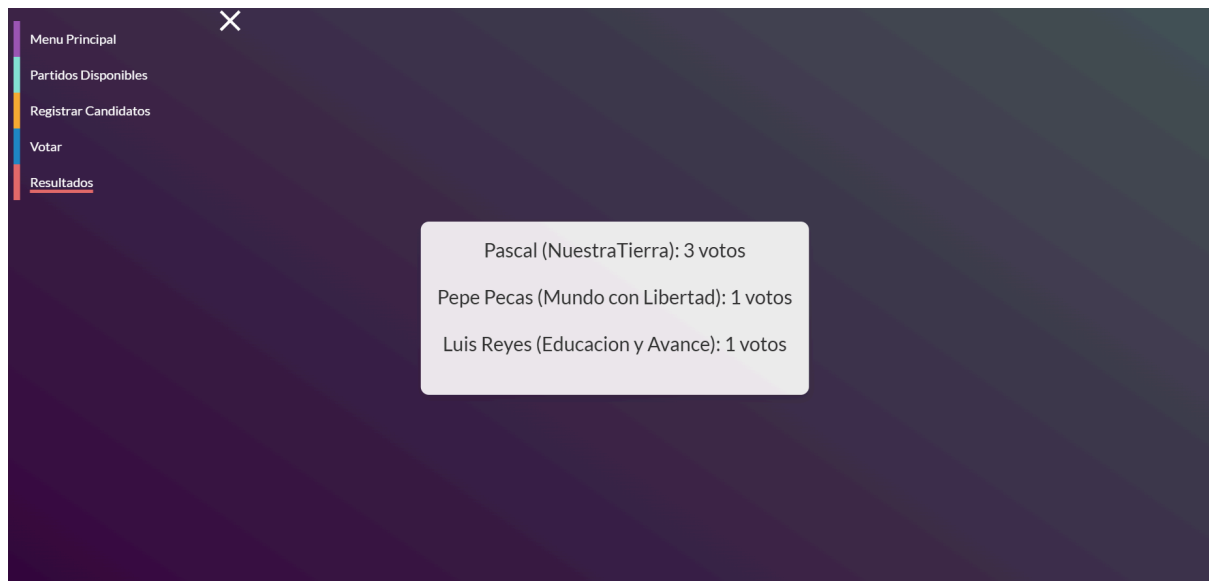 Menu Principal
Partidos Disponibles
Registrar Candidatos
Votar
Resultados
Pascal (NuestraTierra): 3 votos
Pepe Pecas (Mundo con Libertad): 1 votos
Luis Reyes (Educacion y Avance): 1 votos